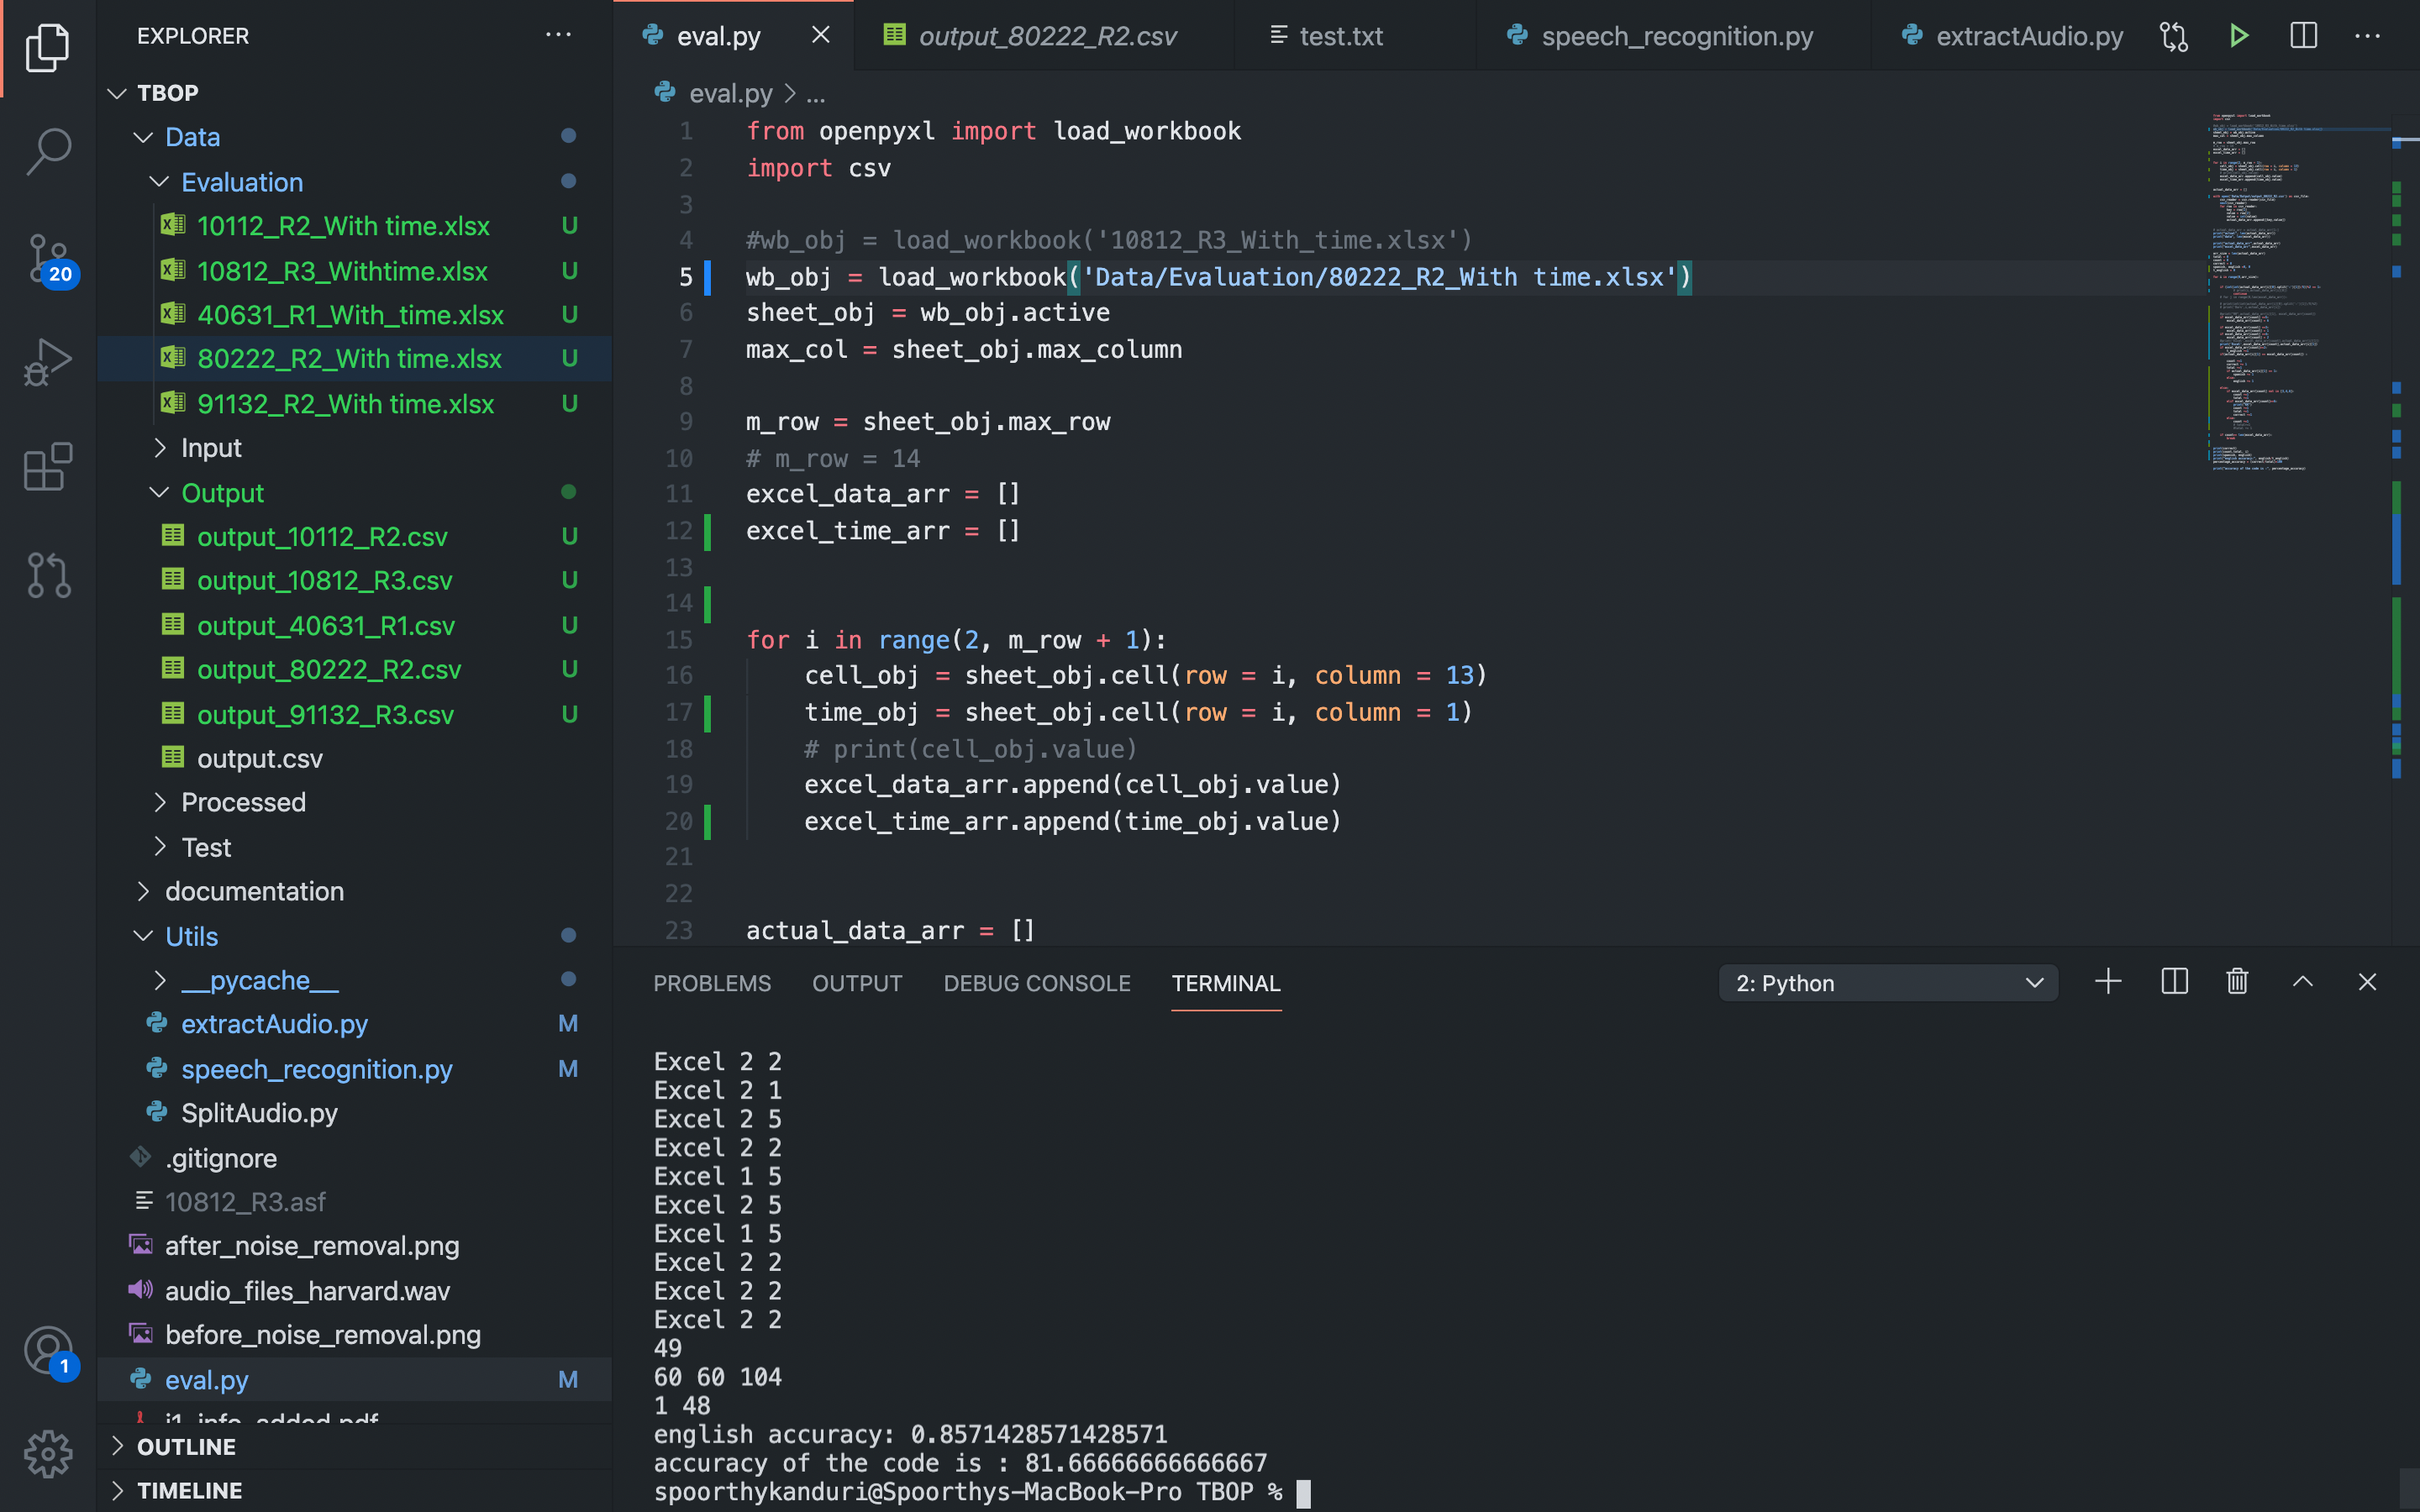 EXPLORER
TBOP
Data
Evaluation
10112_R2_With time.xlsx U
10812_R3_Withtime.xlsx U
40631_R1_With_time.xlsx U
80222_R2_With time.xlsx U
91132_R2_With time.xlsx U
Input
Output
output_10112_R2.csv U
output_10812_R3.csv U
output_40631_R1.csv U
output_80222_R2.csv U
output_91132_R3.csv U
output.csv
Processed
Test
documentation
Utils
__pycache__
extractAudio.py M
speech_recognition.py M
SplitAudio.py
.gitignore
10812_R3.asf
after_noise_removal.png
audio_files_harvard.wav
before_noise_removal.png
eval.py M
i1_info_added.pdf
OUTLINE
TIMELINE
20
1
eval.py output_80222_R2.csv test.txt speech_recognition.py extractAudio.py
eval.py > ...
1 from openpyxl import load_workbook
2 import csv
3
4 #wb_obj = load_workbook('10812_R3_With_time.xlsx')
5 wb_obj = load_workbook('Data/Evaluation/80222_R2_With time.xlsx')
6 sheet_obj = wb_obj.active
7 max_col = sheet_obj.max_column
8
9 m_row = sheet_obj.max_row
10 # m_row = 14
11 excel_data_arr = []
12 excel_time_arr = []
13
14
15 for i in range(2, m_row + 1):
16 cell_obj = sheet_obj.cell(row = i, column = 13)
17 time_obj = sheet_obj.cell(row = i, column = 1)
18 # print(cell_obj.value)
19 excel_data_arr.append(cell_obj.value)
20 excel_time_arr.append(time_obj.value)
21
22
23 actual_data_arr = []
PROBLEMS OUTPUT DEBUG CONSOLE TERMINAL 2: Python
Excel 2 2
Excel 2 1
Excel 2 5
Excel 2 2
Excel 1 5
Excel 2 5
Excel 1 5
Excel 2 2
Excel 2 2
Excel 2 2
49
60 60 104
1 48
english accuracy: 0.8571428571428571
accuracy of the code is : 81.66666666666667
spoorthykanduri@Spoorthys-MacBook-Pro TBOP %